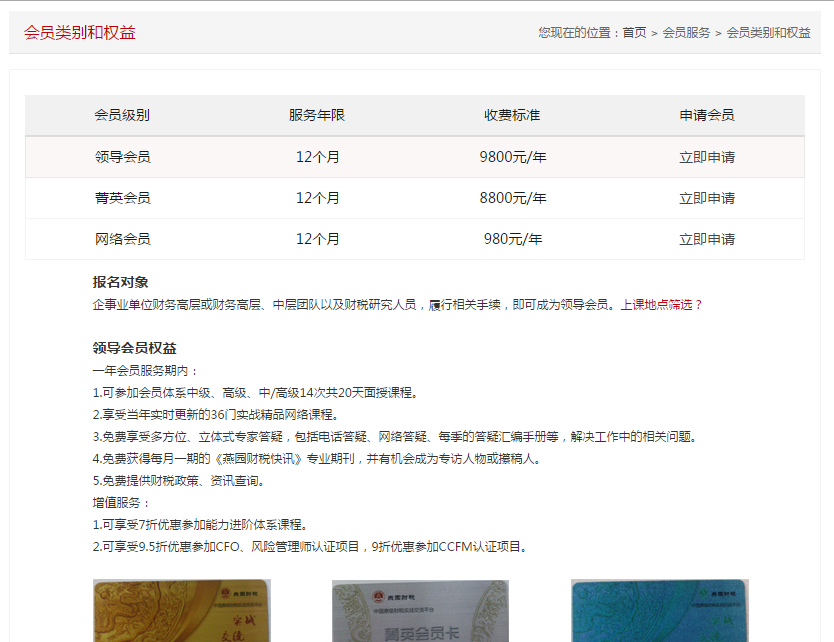 会员类别和权益
您现在的位置：首页 > 会员服务 > 会员类别和权益
会员级别 服务年限 收费标准 申请会员
领导会员 12个月 9800元/年 立即申请
菁英会员 12个月 8800元/年 立即申请
网络会员 12个月 980元/年 立即申请
报名对象
企事业单位财务高层或财务高层、中层团队以及财税研究人员，履行相关手续，即可成为领导会员。上课地点筛选？
领导会员权益
一年会员服务期内：
1.可参加会员体系中级、高级、中/高级14次共20天面授课程。
2.享受当年实时更新的36门实战精品网络课程。
3.免费享受多方位、立体式专家答疑，包括电话答疑、网络答疑、每季的答疑汇编手册等，解决工作中的相关问题。
4.免费获得每月一期的《燕园财税快讯》专业期刊，并有机会成为专访人物或撰稿人。
5.免费提供财税政策、资讯查询。
增值服务：
1.可享受7折优惠参加能力进阶体系课程。
2.可享受9.5折优惠参加CFO、风险管理师认证项目，9折优惠参加CCFM认证项目。
实战
交流
菁英会员卡